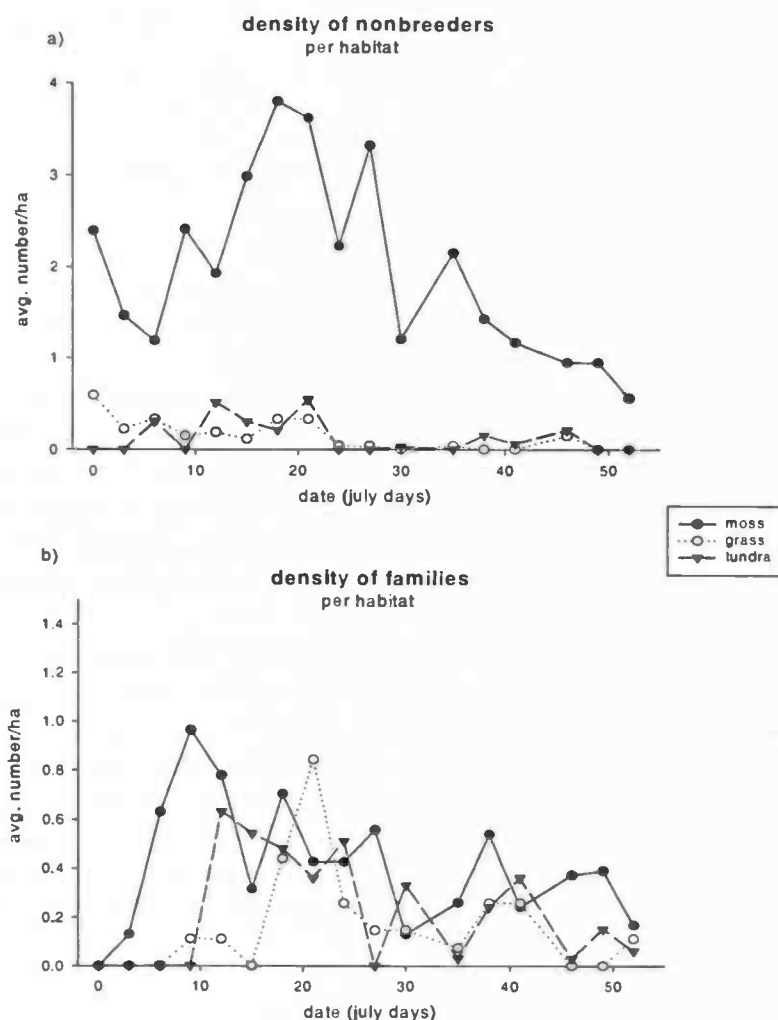 a)
density of nonbreeders
per habitat
4
3
2
1
0
avg. number/ha
0 10 20 30 40 50
date (july days)
moss
grass
tundra
b)
density of families
per habitat
1.4
1.2
1.0
0.8
0.6
0.4
0.2
0.0
avg. number/ha
0 10 20 30 40 50
date (july days)